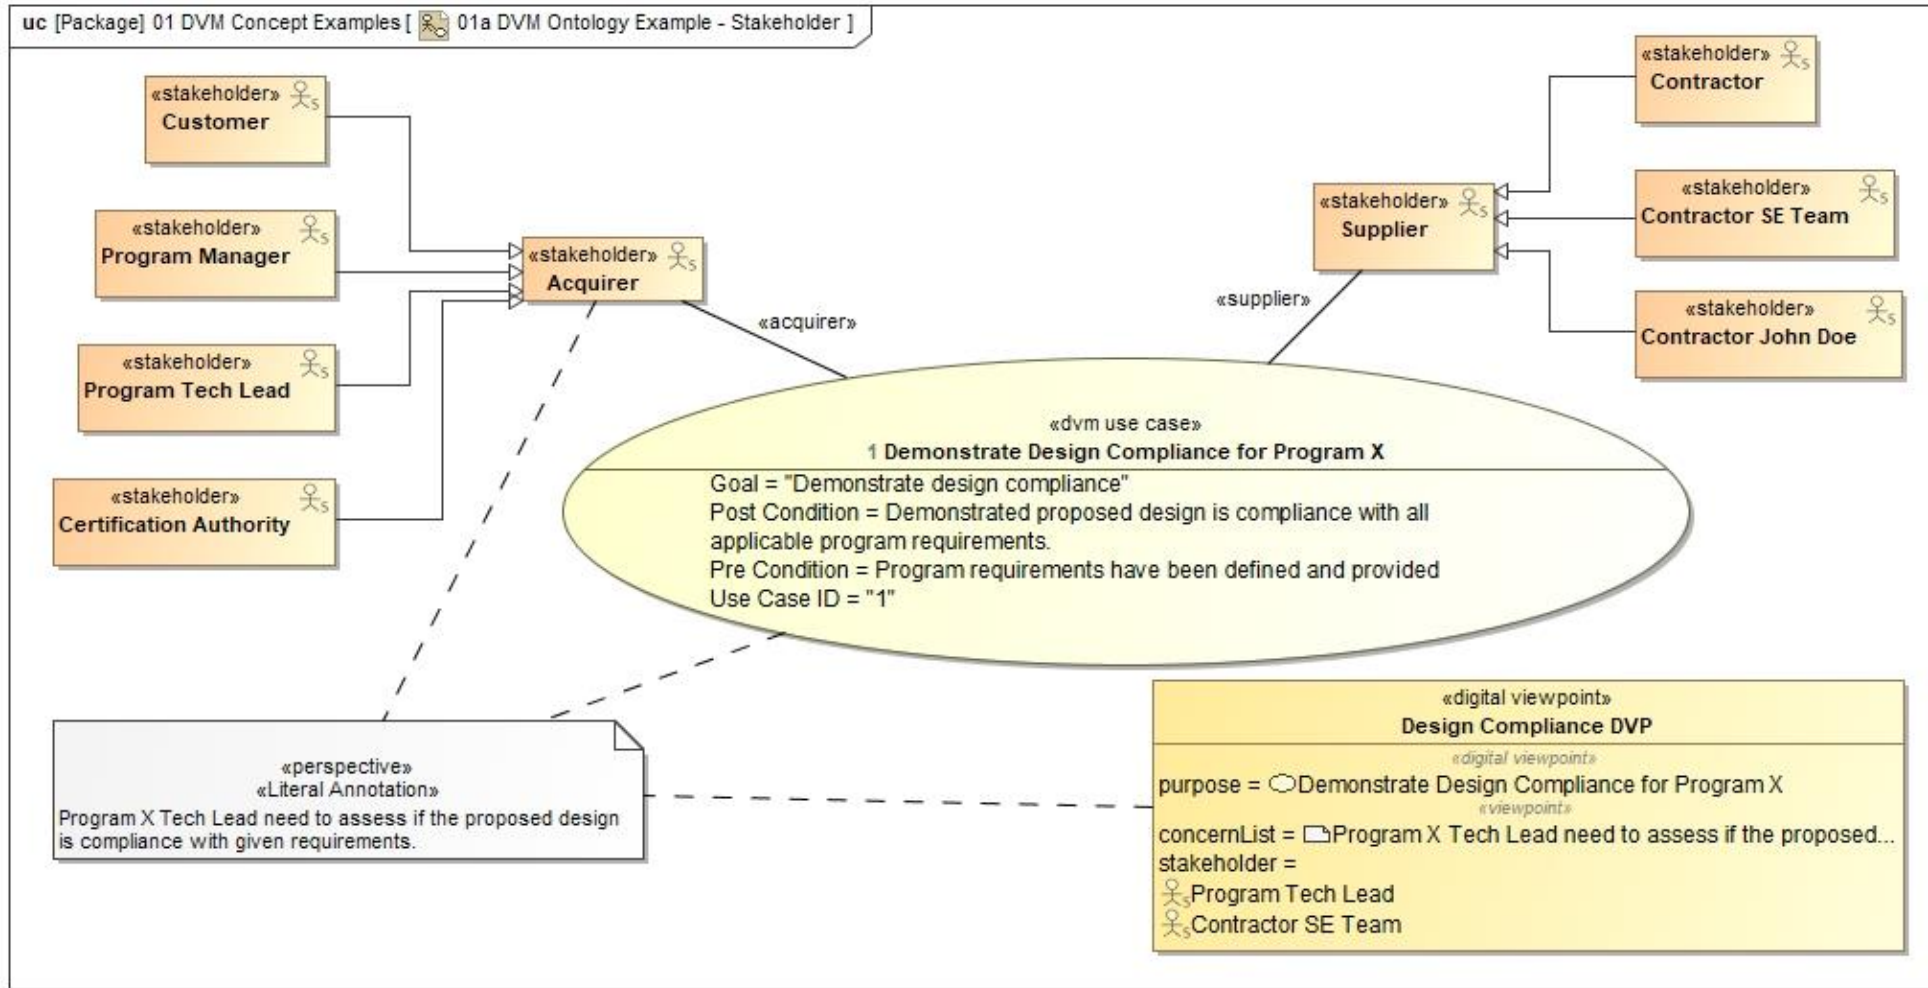 uc [Package] 01 DVM Concept Examples [ 01a DVM Ontology Example - Stakeholder ]
«stakeholder»
Customer
«stakeholder»
Program Manager
«stakeholder»
Program Tech Lead
«stakeholder»
Certification Authority
«stakeholder»
Acquirer
«acquirer»
«stakeholder»
Supplier
«supplier»
«stakeholder»
Contractor
«stakeholder»
Contractor SE Team
«stakeholder»
Contractor John Doe
«dvm use case»
1 Demonstrate Design Compliance for Program X
Goal = "Demonstrate design compliance"
Post Condition = Demonstrated proposed design is compliance with all
applicable program requirements.
Pre Condition = Program requirements have been defined and provided
Use Case ID = "1"
«perspective»
«Literal Annotation»
Program X Tech Lead need to assess if the proposed design
is compliance with given requirements.
«digital viewpoint»
Design Compliance DVP
«digital viewpoint»
purpose = Demonstrate Design Compliance for Program X
«viewpoint»
concernList = Program X Tech Lead need to assess if the proposed...
stakeholder =
Program Tech Lead
Contractor SE Team